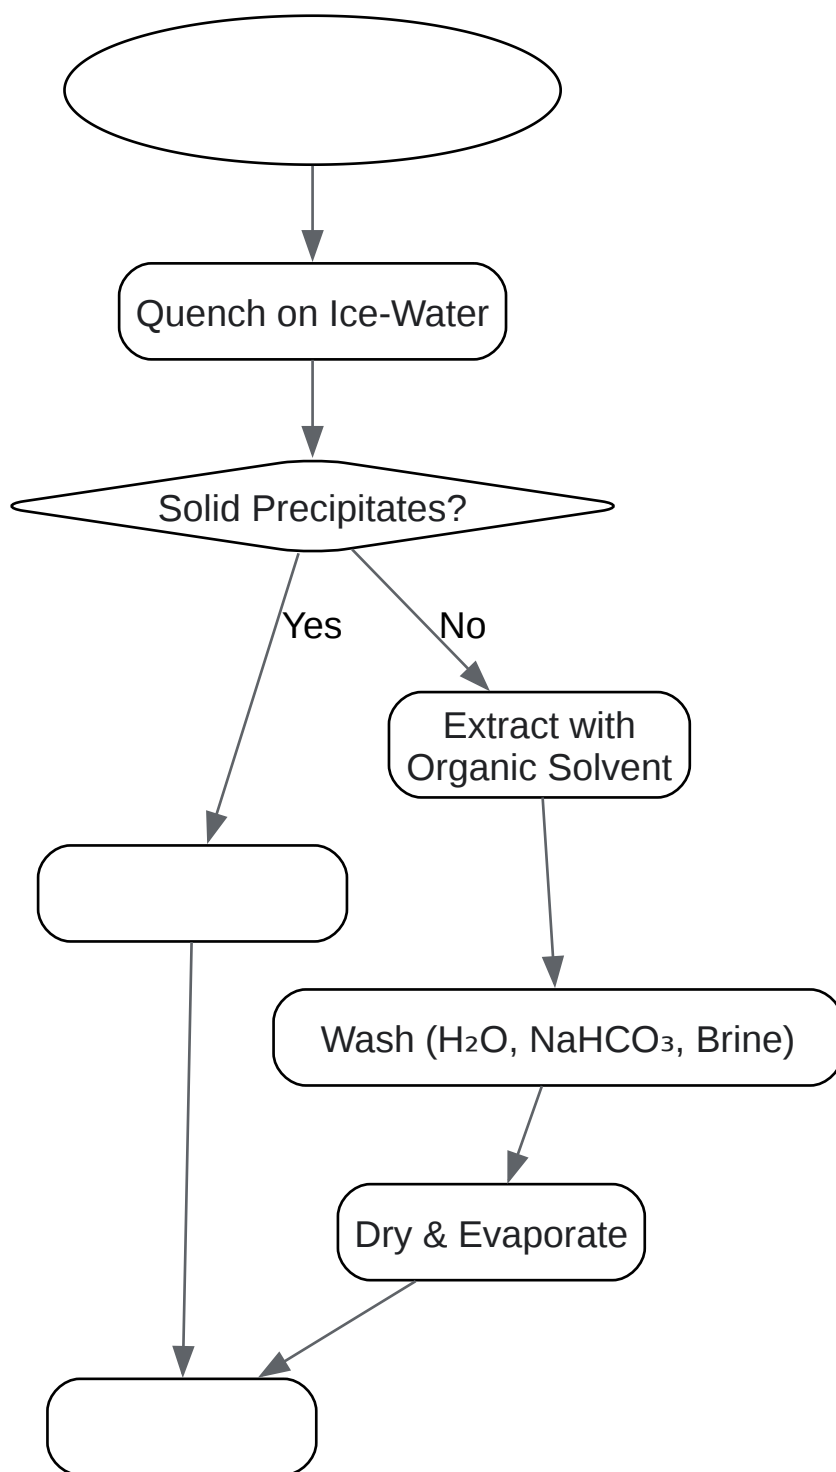 Quench on Ice-Water
Solid Precipitates?
Yes
No
Extract with
Organic Solvent
Wash (H₂O, NaHCO₃, Brine)
Dry & Evaporate